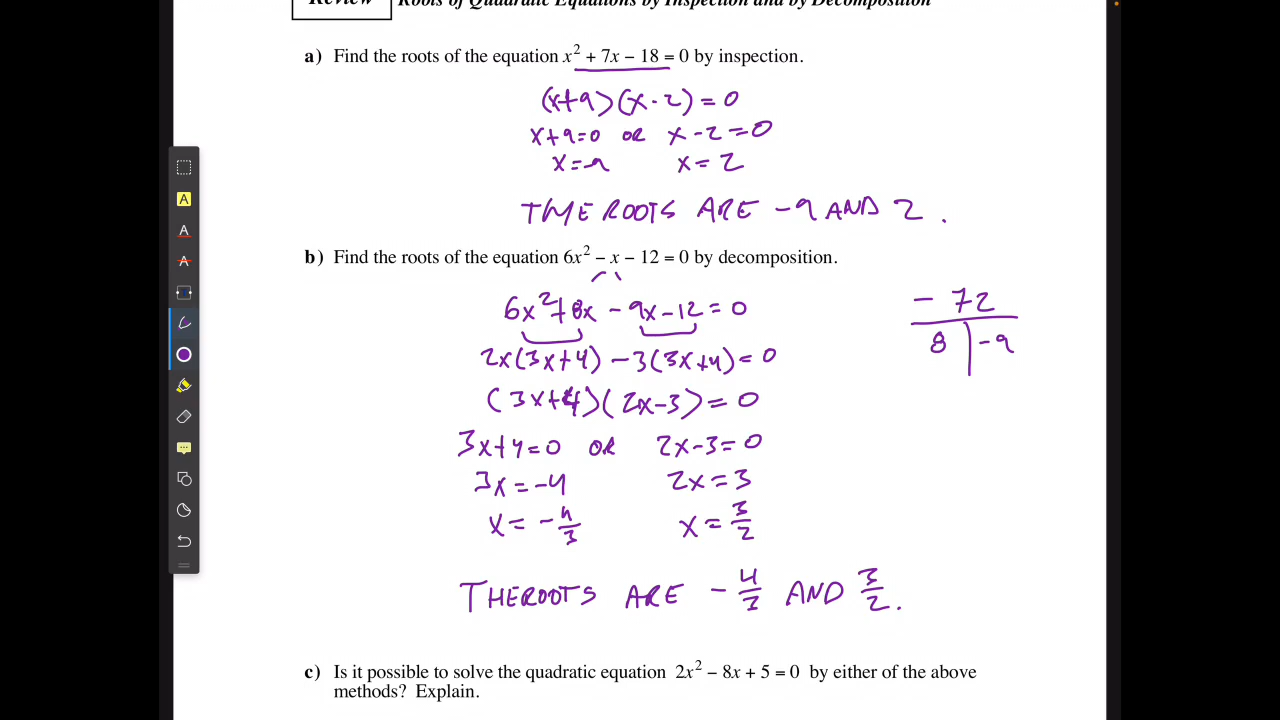 Review Roots of Quadratic Equations by Inspection and by Decomposition
a) Find the roots of the equation x² + 7x − 18 = 0 by inspection.
(x+9)(x-2)=0
x+9=0 OR x-2=0
x=-9 x=2
THE ROOTS ARE -9 AND 2.
b) Find the roots of the equation 6x² − x − 12 = 0 by decomposition.
6x²+8x - 9x-12=0
2x(3x+4) -3(3x+4)=0
(3x+4)(2x-3)=0
3x+4=0 OR 2x-3=0
3x=-4 2x=3
x= -4/3 x=3/2
THE ROOTS ARE -4/3 AND 3/2.
-72
8 -9
c) Is it possible to solve the quadratic equation 2x² − 8x + 5 = 0 by either of the above
methods? Explain.
A
A
A